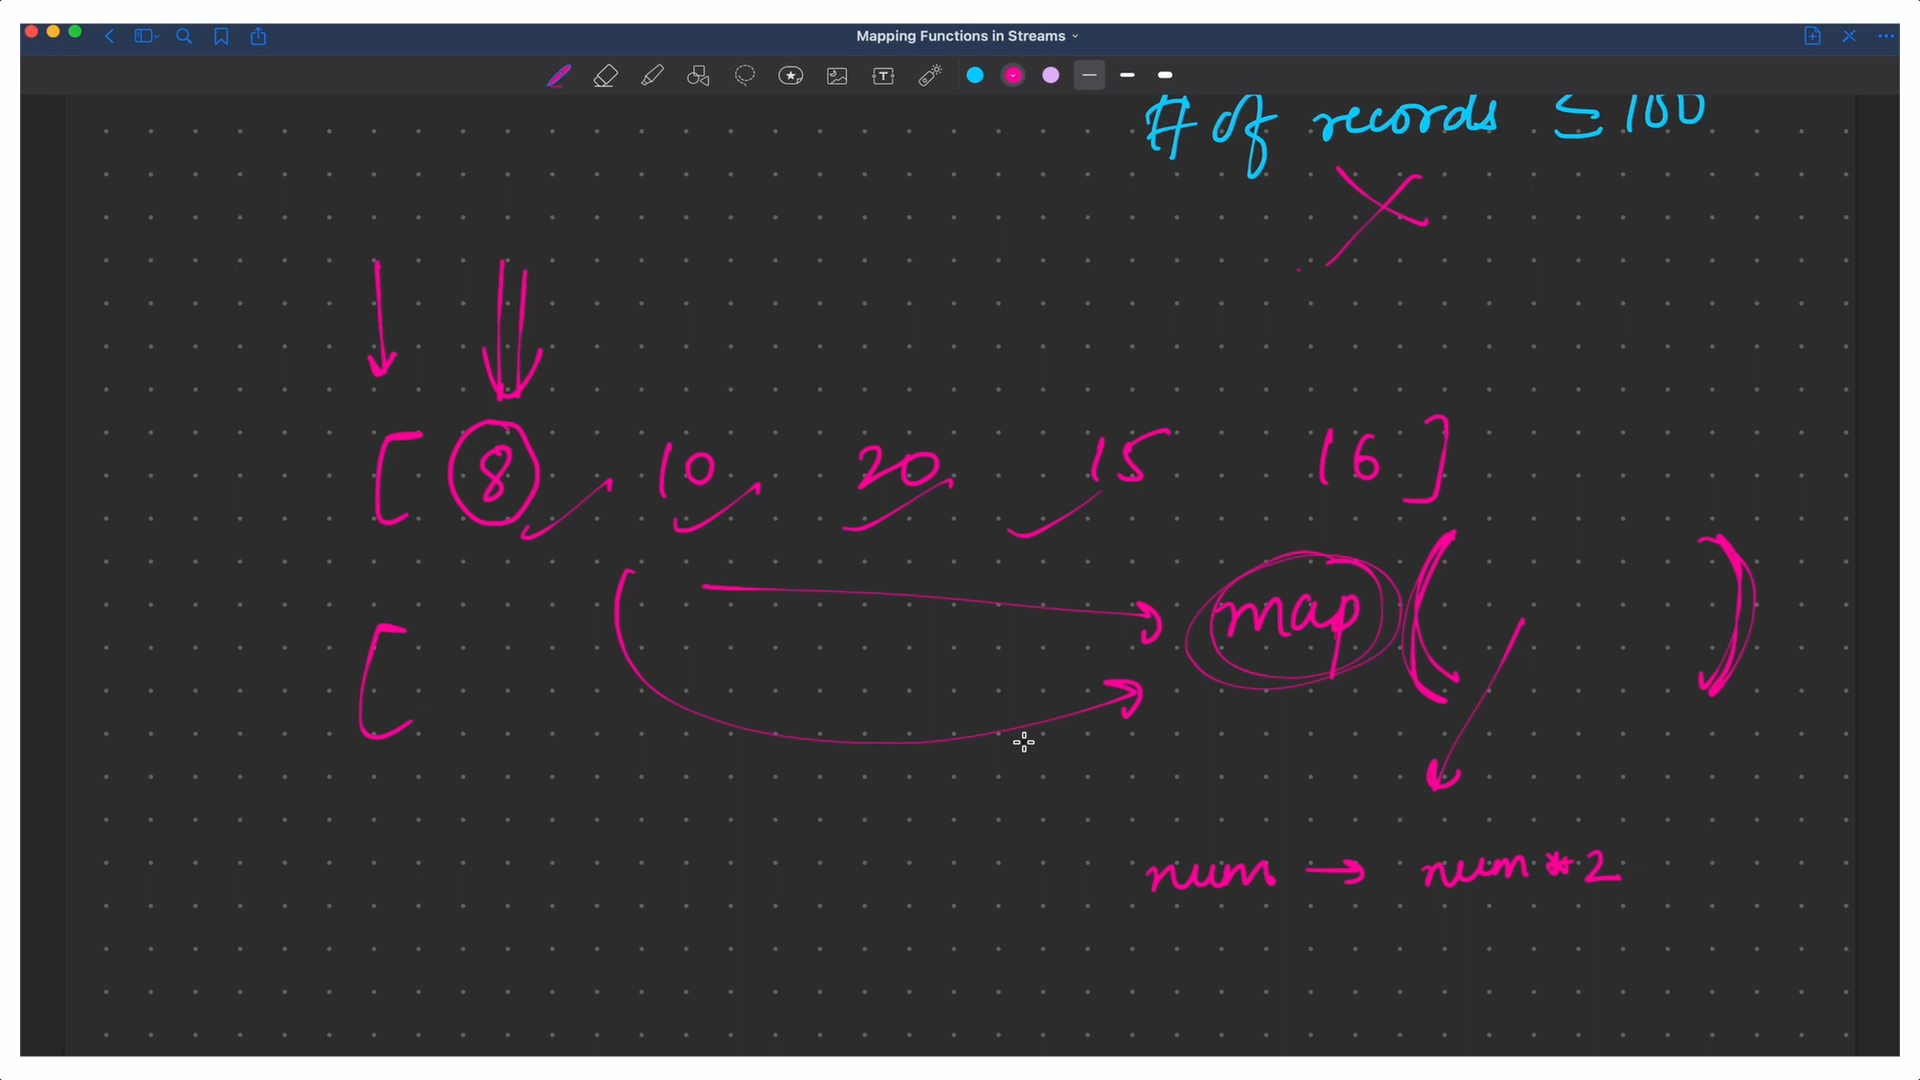 Mapping Functions in Streams
# of records ≤ 100
[ 8 10 20 15 16 ]
map ( )
[
num → num * 2